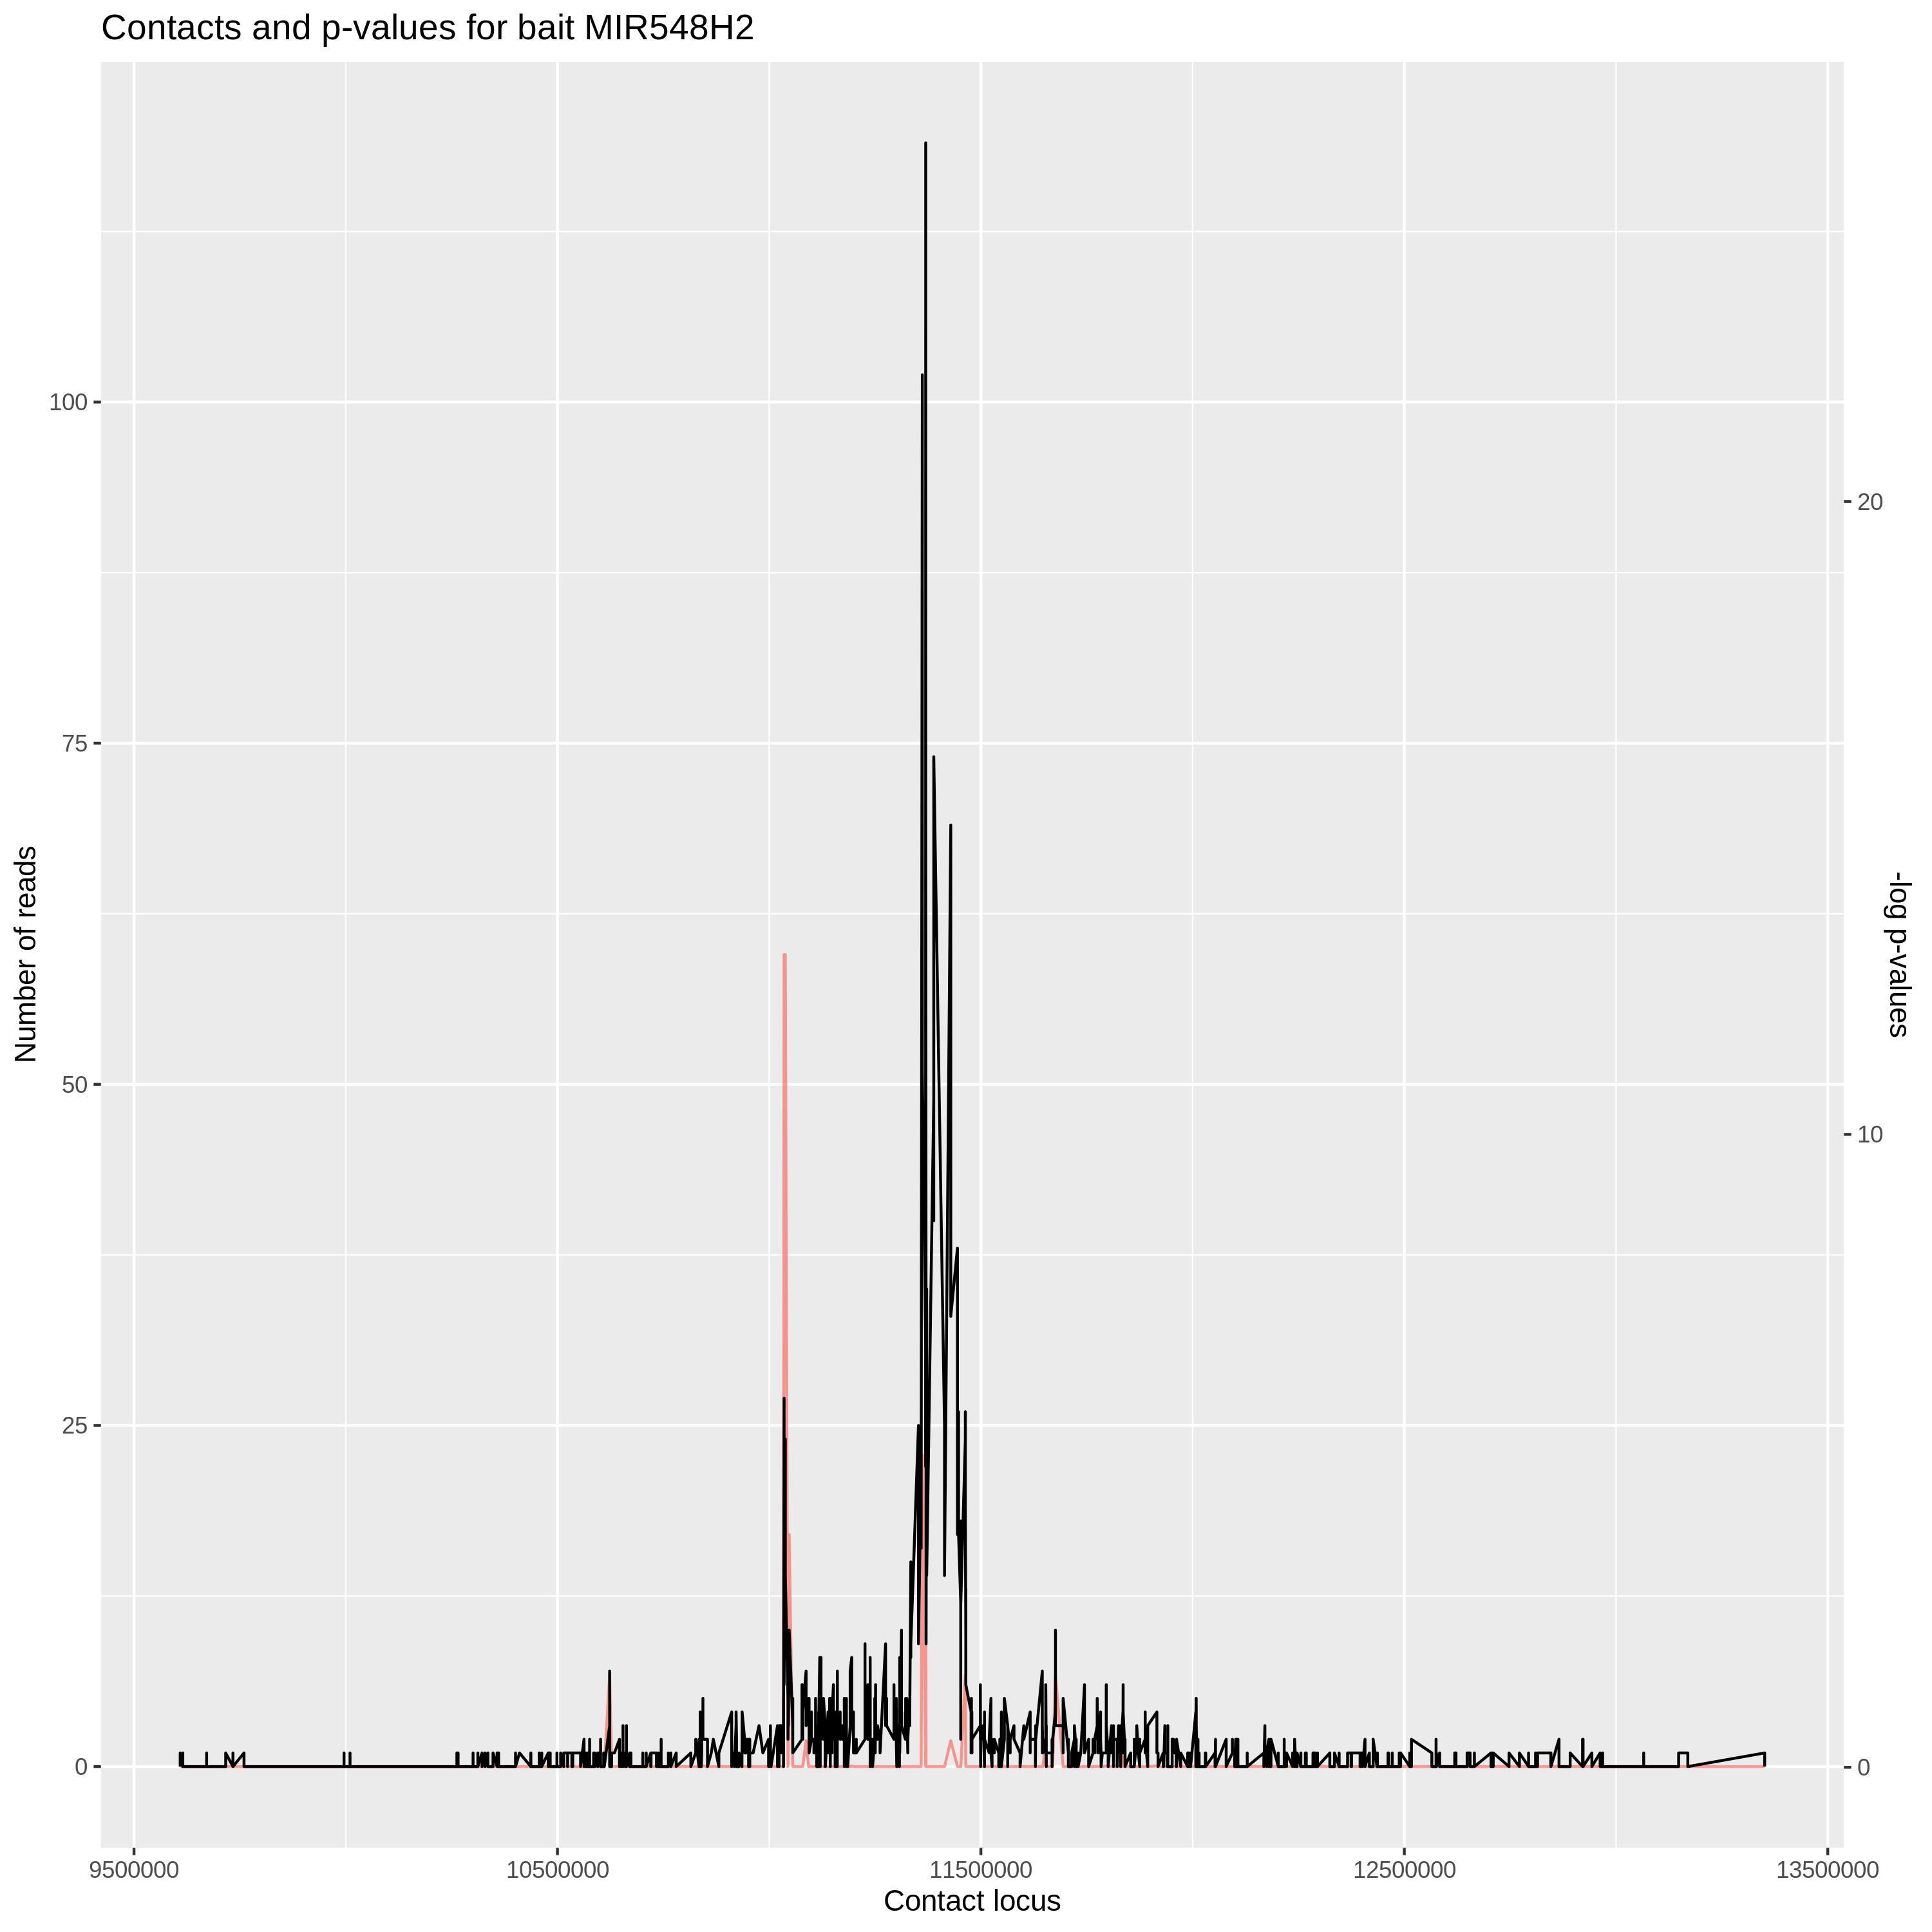 Contacts and p-values for bait MIR548H2
Number of reads
100
75
50
25
0
20
10
0
-log p-values
9500000 10500000 11500000 12500000 13500000
Contact locus